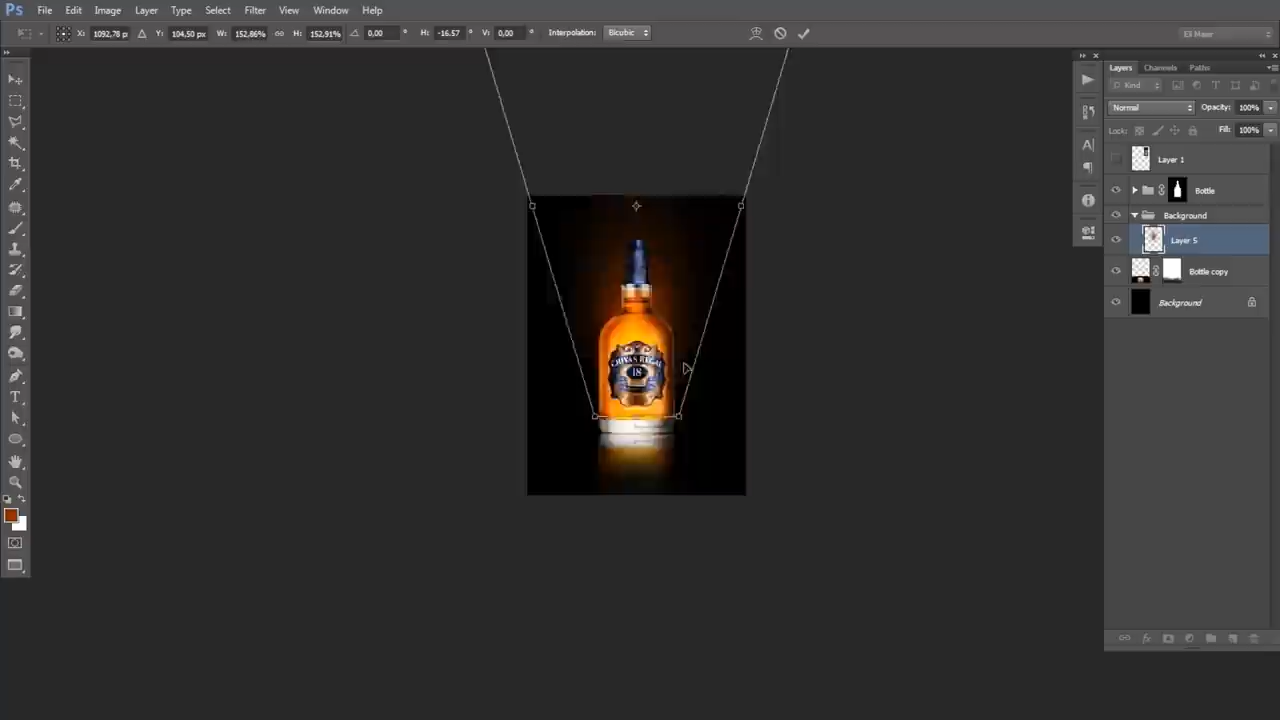 Ps File Edit Image Layer Type Select Filter View Window Help
X: 1092,78 px Y: 104,50 px W: 152,86% H: 152,91% 0,00 ° H: -16.57 V: 0,00 ° Interpolation: Bicubic
Layers Channels Paths
Kind
Normal Opacity: 100%
Lock: Fill: 100%
Layer 1
Bottle
Background
Layer 5
Bottle copy
Background
CHIVAS REGAL
18